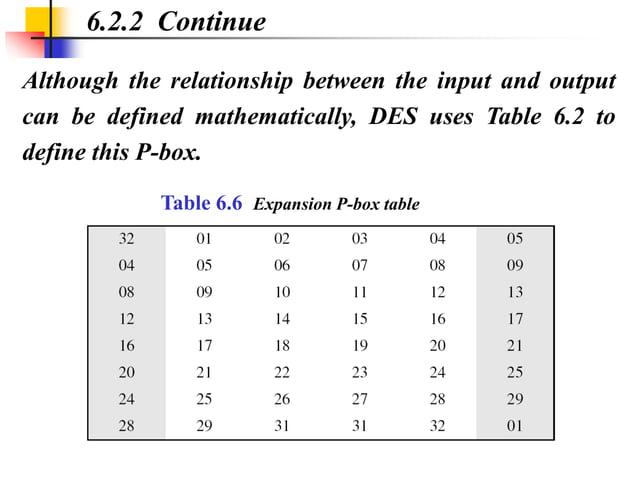 6.2.2 Continue
Although the relationship between the input and output
can be defined mathematically, DES uses Table 6.2 to
define this P-box.
Table 6.6 Expansion P-box table
32 01 02 03 04 05
04 05 06 07 08 09
08 09 10 11 12 13
12 13 14 15 16 17
16 17 18 19 20 21
20 21 22 23 24 25
24 25 26 27 28 29
28 29 31 31 32 01